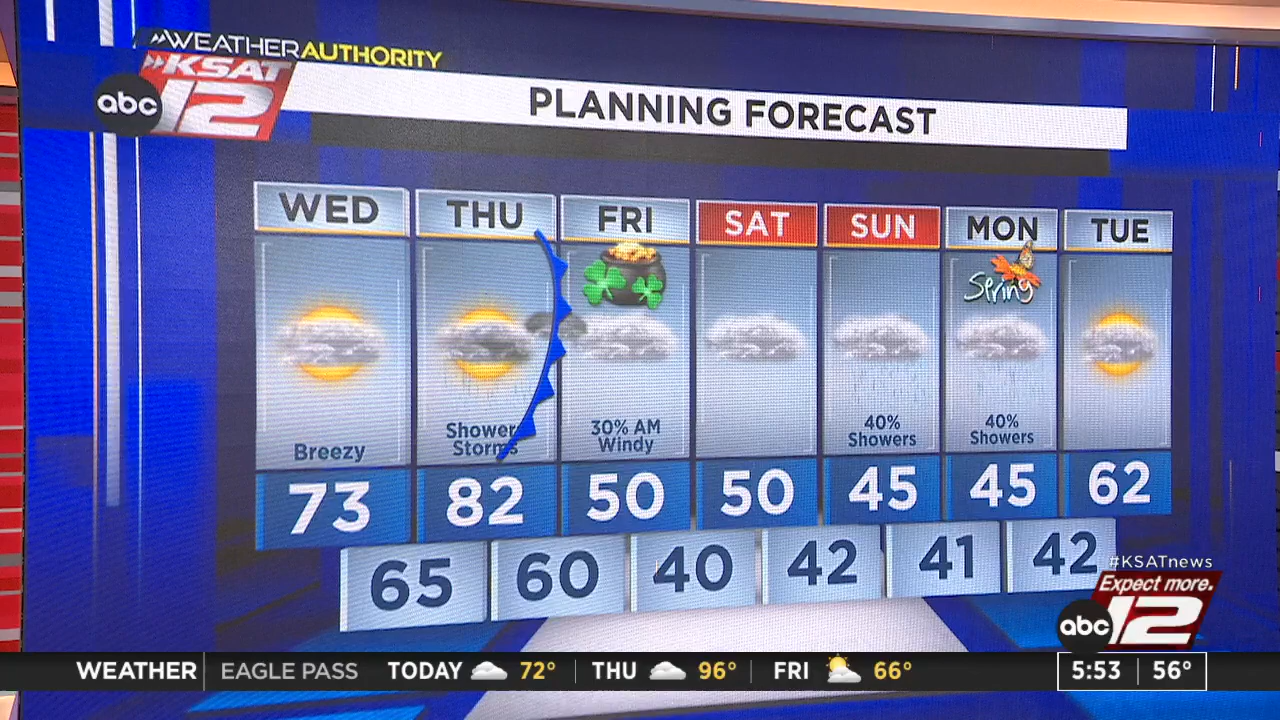 WEATHER AUTHORITY
KSAT
abc 12
PLANNING FORECAST
WED THU FRI SAT SUN MON TUE
Spring
Breezy
Shower
Storms
30% AM
Windy
40%
Showers
40%
Showers
73 82 50 50 45 45 62
65 60 40 42 41 42
#KSATnews
Expect more.
abc 12
WEATHER EAGLE PASS TODAY 72° THU 96° FRI 66° 5:53 56°